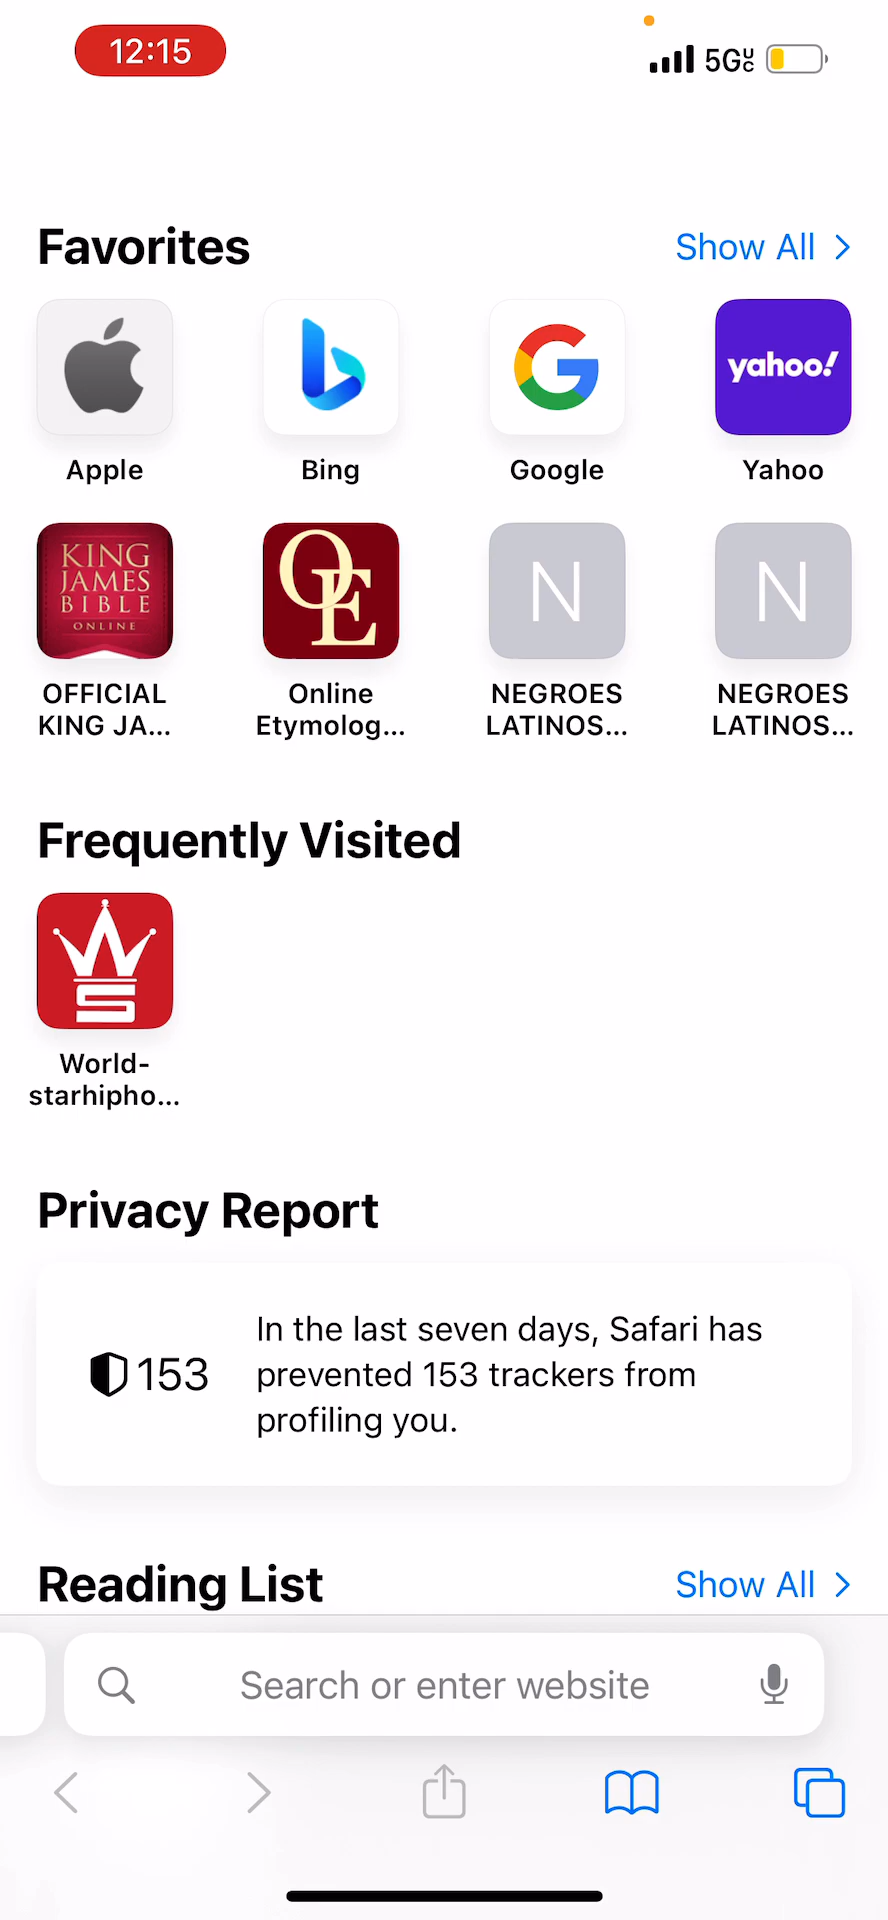 12:15
5G UC
Favorites
Show All
yahoo!
Apple
Bing
Google
Yahoo
KING
JAMES
BIBLE
ONLINE
OE
N
N
OFFICIAL
KING JA...
Online
Etymolog...
NEGROES
LATINOS...
NEGROES
LATINOS...
Frequently Visited
W
S
World-
starhipho...
Privacy Report
153
In the last seven days, Safari has
prevented 153 trackers from
profiling you.
Reading List
Show All
Search or enter website